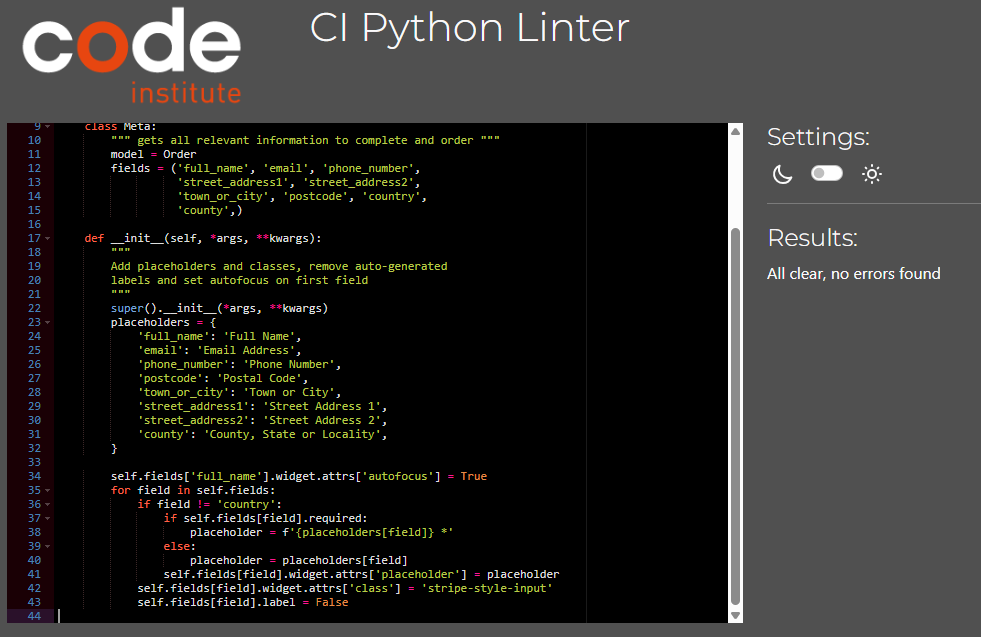 code
institute
CI Python Linter
9 class Meta:
10 """ gets all relevant information to complete and order """
11 model = Order
12 fields = ('full_name', 'email', 'phone_number',
13 'street_address1', 'street_address2',
14 'town_or_city', 'postcode', 'country',
15 'county',)
16
17 def __init__(self, *args, **kwargs):
18 """
19 Add placeholders and classes, remove auto-generated
20 labels and set autofocus on first field
21 """
22 super().__init__(*args, **kwargs)
23 placeholders = {
24 'full_name': 'Full Name',
25 'email': 'Email Address',
26 'phone_number': 'Phone Number',
27 'postcode': 'Postal Code',
28 'town_or_city': 'Town or City',
29 'street_address1': 'Street Address 1',
30 'street_address2': 'Street Address 2',
31 'county': 'County, State or Locality',
32 }
33
34 self.fields['full_name'].widget.attrs['autofocus'] = True
35 for field in self.fields:
36 if field != 'country':
37 if self.fields[field].required:
38 placeholder = f'{placeholders[field]} *'
39 else:
40 placeholder = placeholders[field]
41 self.fields[field].widget.attrs['placeholder'] = placeholder
42 self.fields[field].widget.attrs['class'] = 'stripe-style-input'
43 self.fields[field].label = False
44
Settings:
Results:
All clear, no errors found